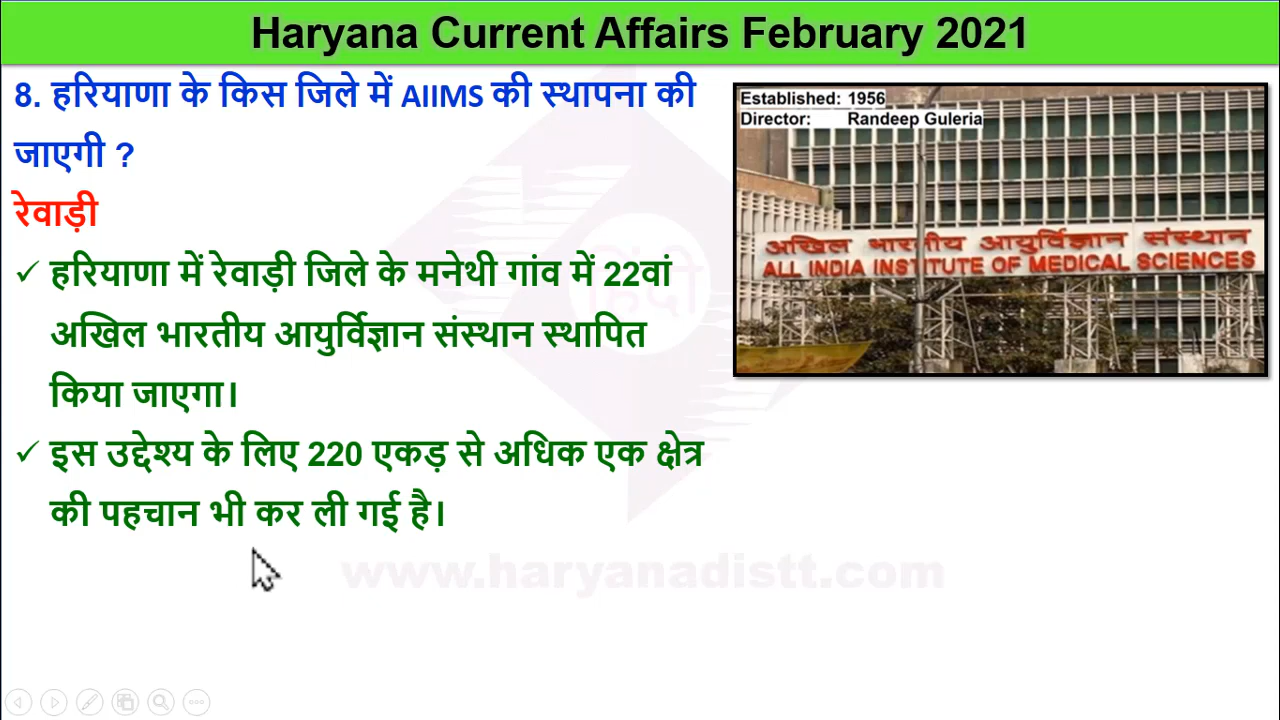 Haryana Current Affairs February 2021
8. हरियाणा के किस जिले में AIIMS की स्थापना की
जाएगी ?
रेवाड़ी
✓ हरियाणा में रेवाड़ी जिले के मनेथी गांव में 22वां
अखिल भारतीय आयुर्विज्ञान संस्थान स्थापित
किया जाएगा।
✓ इस उद्देश्य के लिए 220 एकड़ से अधिक एक क्षेत्र
की पहचान भी कर ली गई है।
Established: 1956
Director: Randeep Guleria
अखिल भारतीय आयुर्विज्ञान संस्थान
ALL INDIA INSTITUTE OF MEDICAL SCIENCES
हिंदी
www.haryanadistt.com